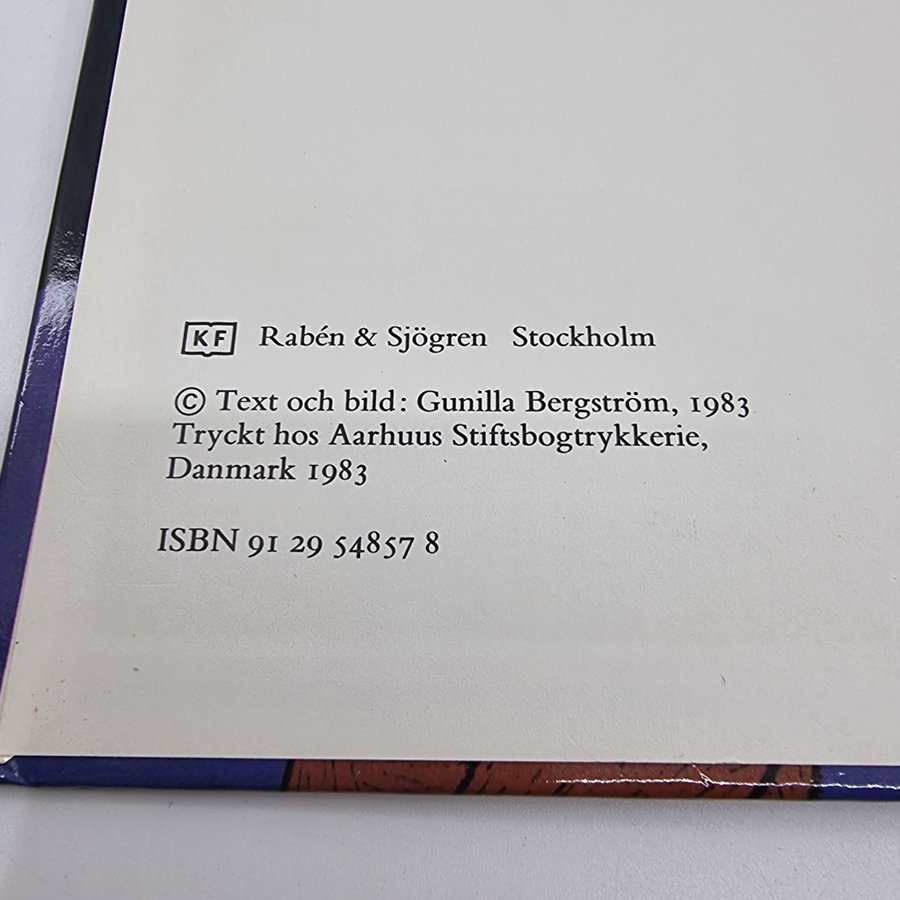 KF Rabén & Sjögren Stockholm
© Text och bild: Gunilla Bergström, 1983
Tryckt hos Aarhuus Stiftsbogtrykkerie,
Danmark 1983
ISBN 91 29 54857 8